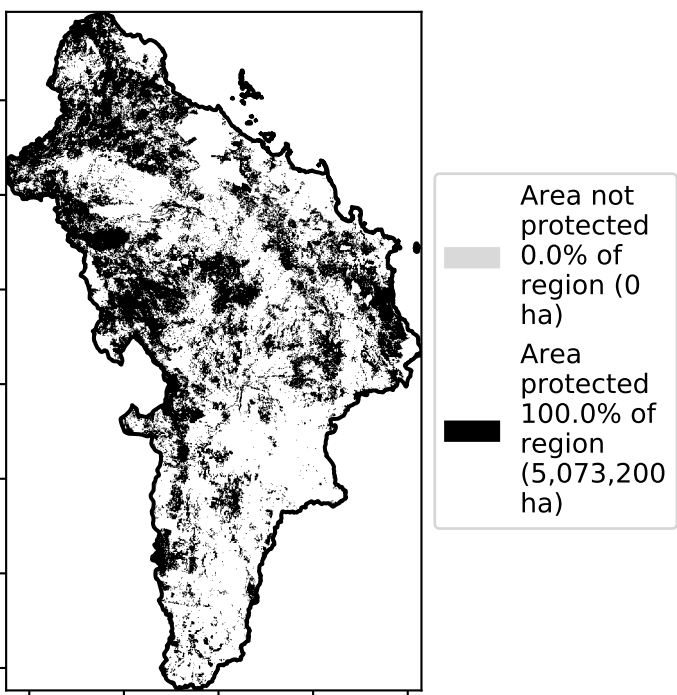 Area not
protected
0.0% of
region (0
ha)
Area
protected
100.0% of
region
(5,073,200
ha)